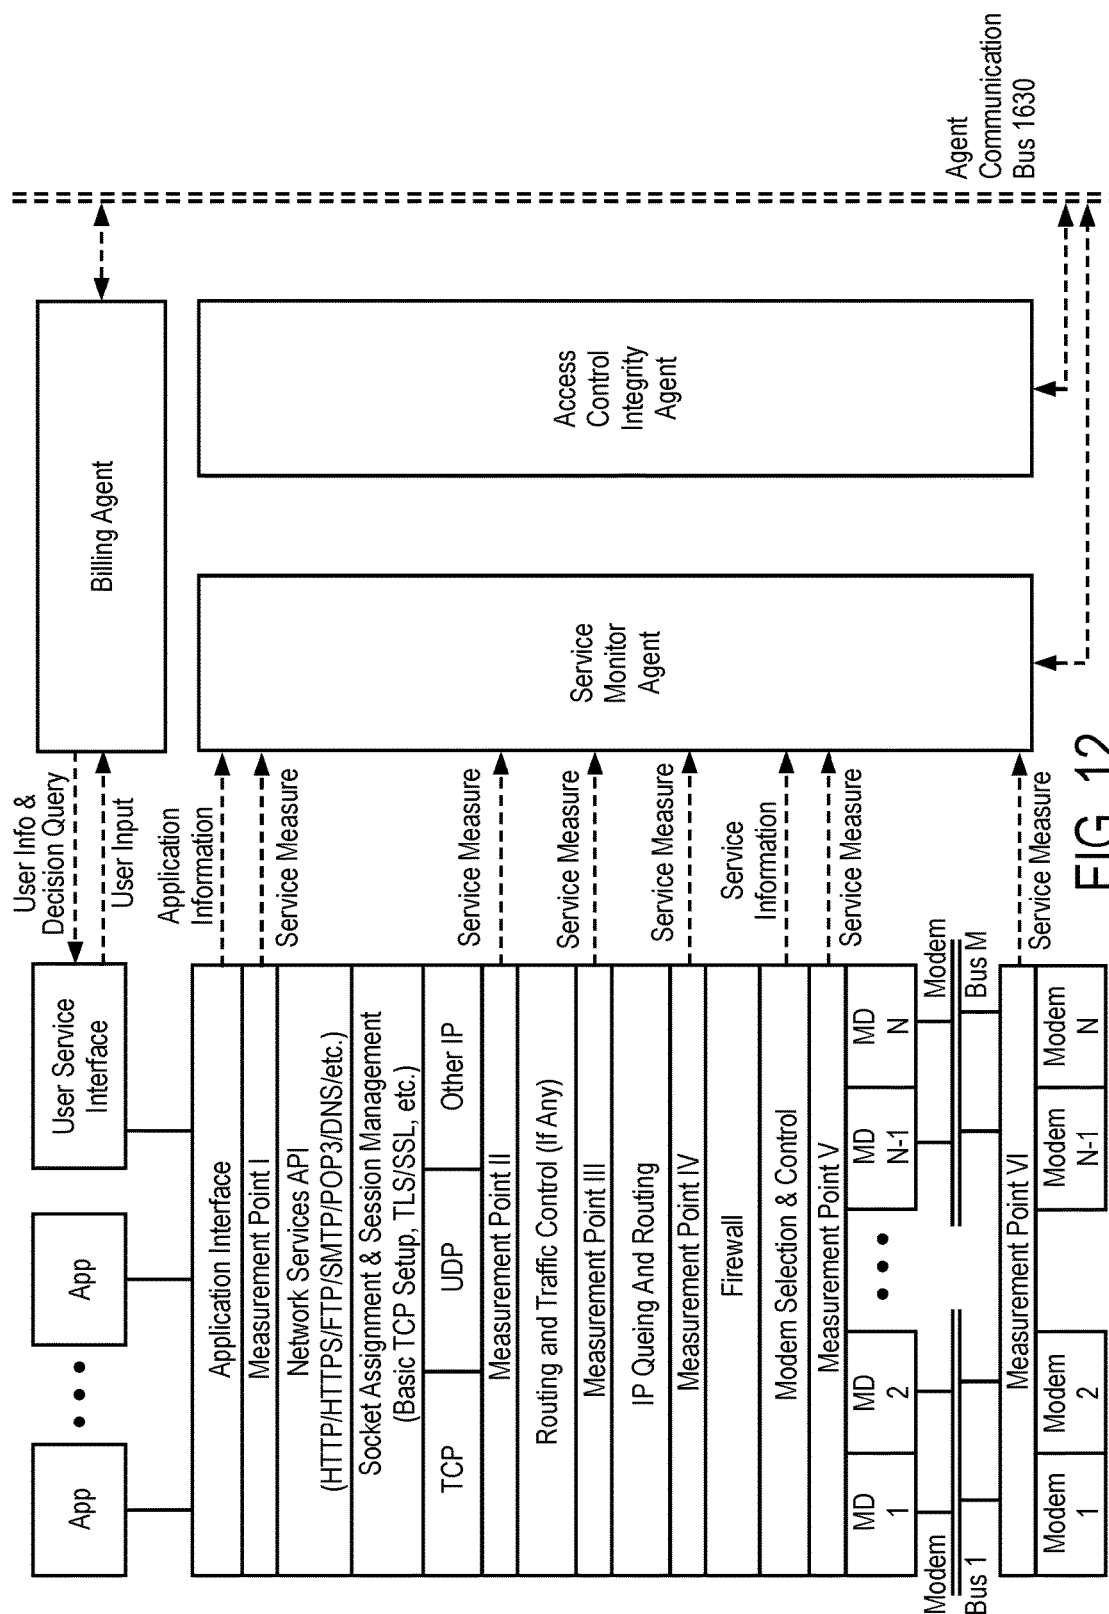 App
App
User Service
Interface
User Info &
Decision Query
User Input
Billing Agent
Application Interface
Application
Information
Measurement Point I
Service Measure
Network Services API
(HTTP/HTTPS/FTP/SMTP/POP3/DNS/etc.)
Socket Assignment & Session Management
(Basic TCP Setup, TLS/SSL, etc.)
TCP
UDP
Other IP
Measurement Point II
Service Measure
Routing and Traffic Control (If Any)
Measurement Point III
Service Measure
IP Queing And Routing
Measurement Point IV
Service Measure
Firewall
Modem Selection & Control
Service
Information
Measurement Point V
Service Measure
MD
1
MD
2
MD
N-1
MD
N
Modem
Bus 1
Modem
Bus M
Measurement Point VI
Service Measure
Modem
1
Modem
2
Modem
N-1
Modem
N
Service
Monitor
Agent
Access
Control
Integrity
Agent
Agent
Communication
Bus 1630
FIG. 12